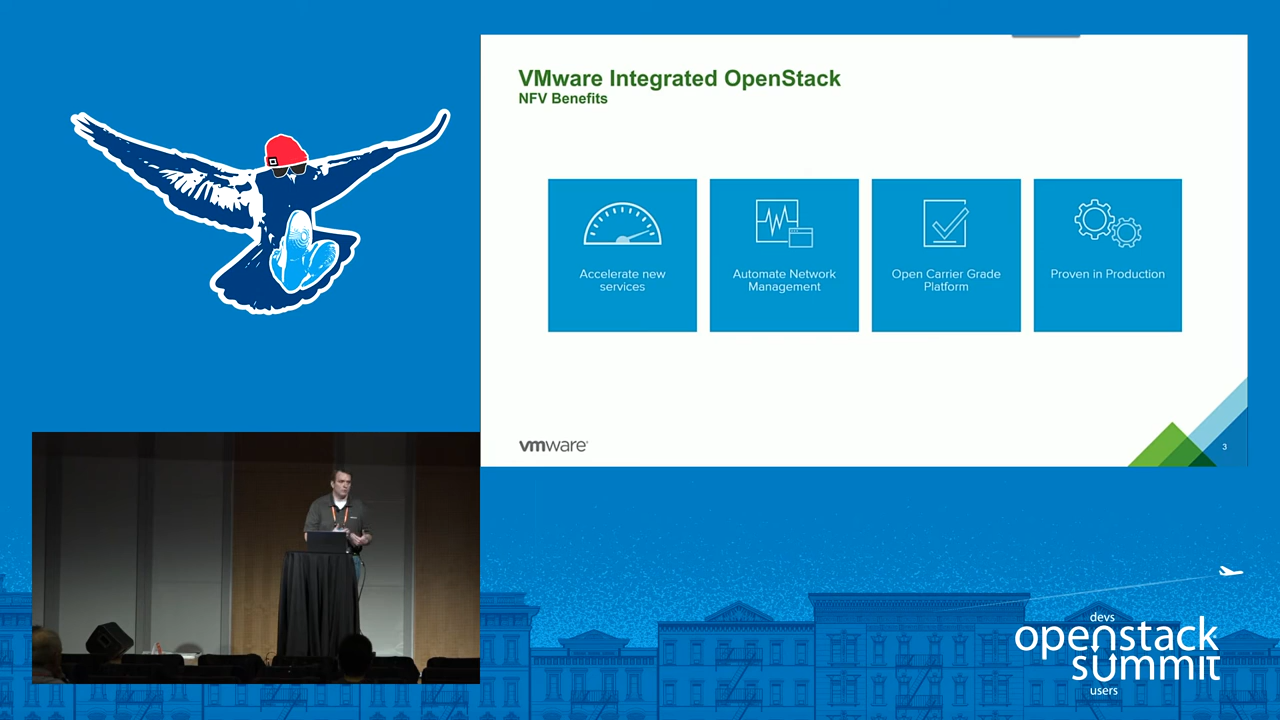 VMware Integrated OpenStack
NFV Benefits
Accelerate new
services
Automate Network
Management
Open Carrier Grade
Platform
Proven in Production
vmware
3
devs
openstack
summit
users